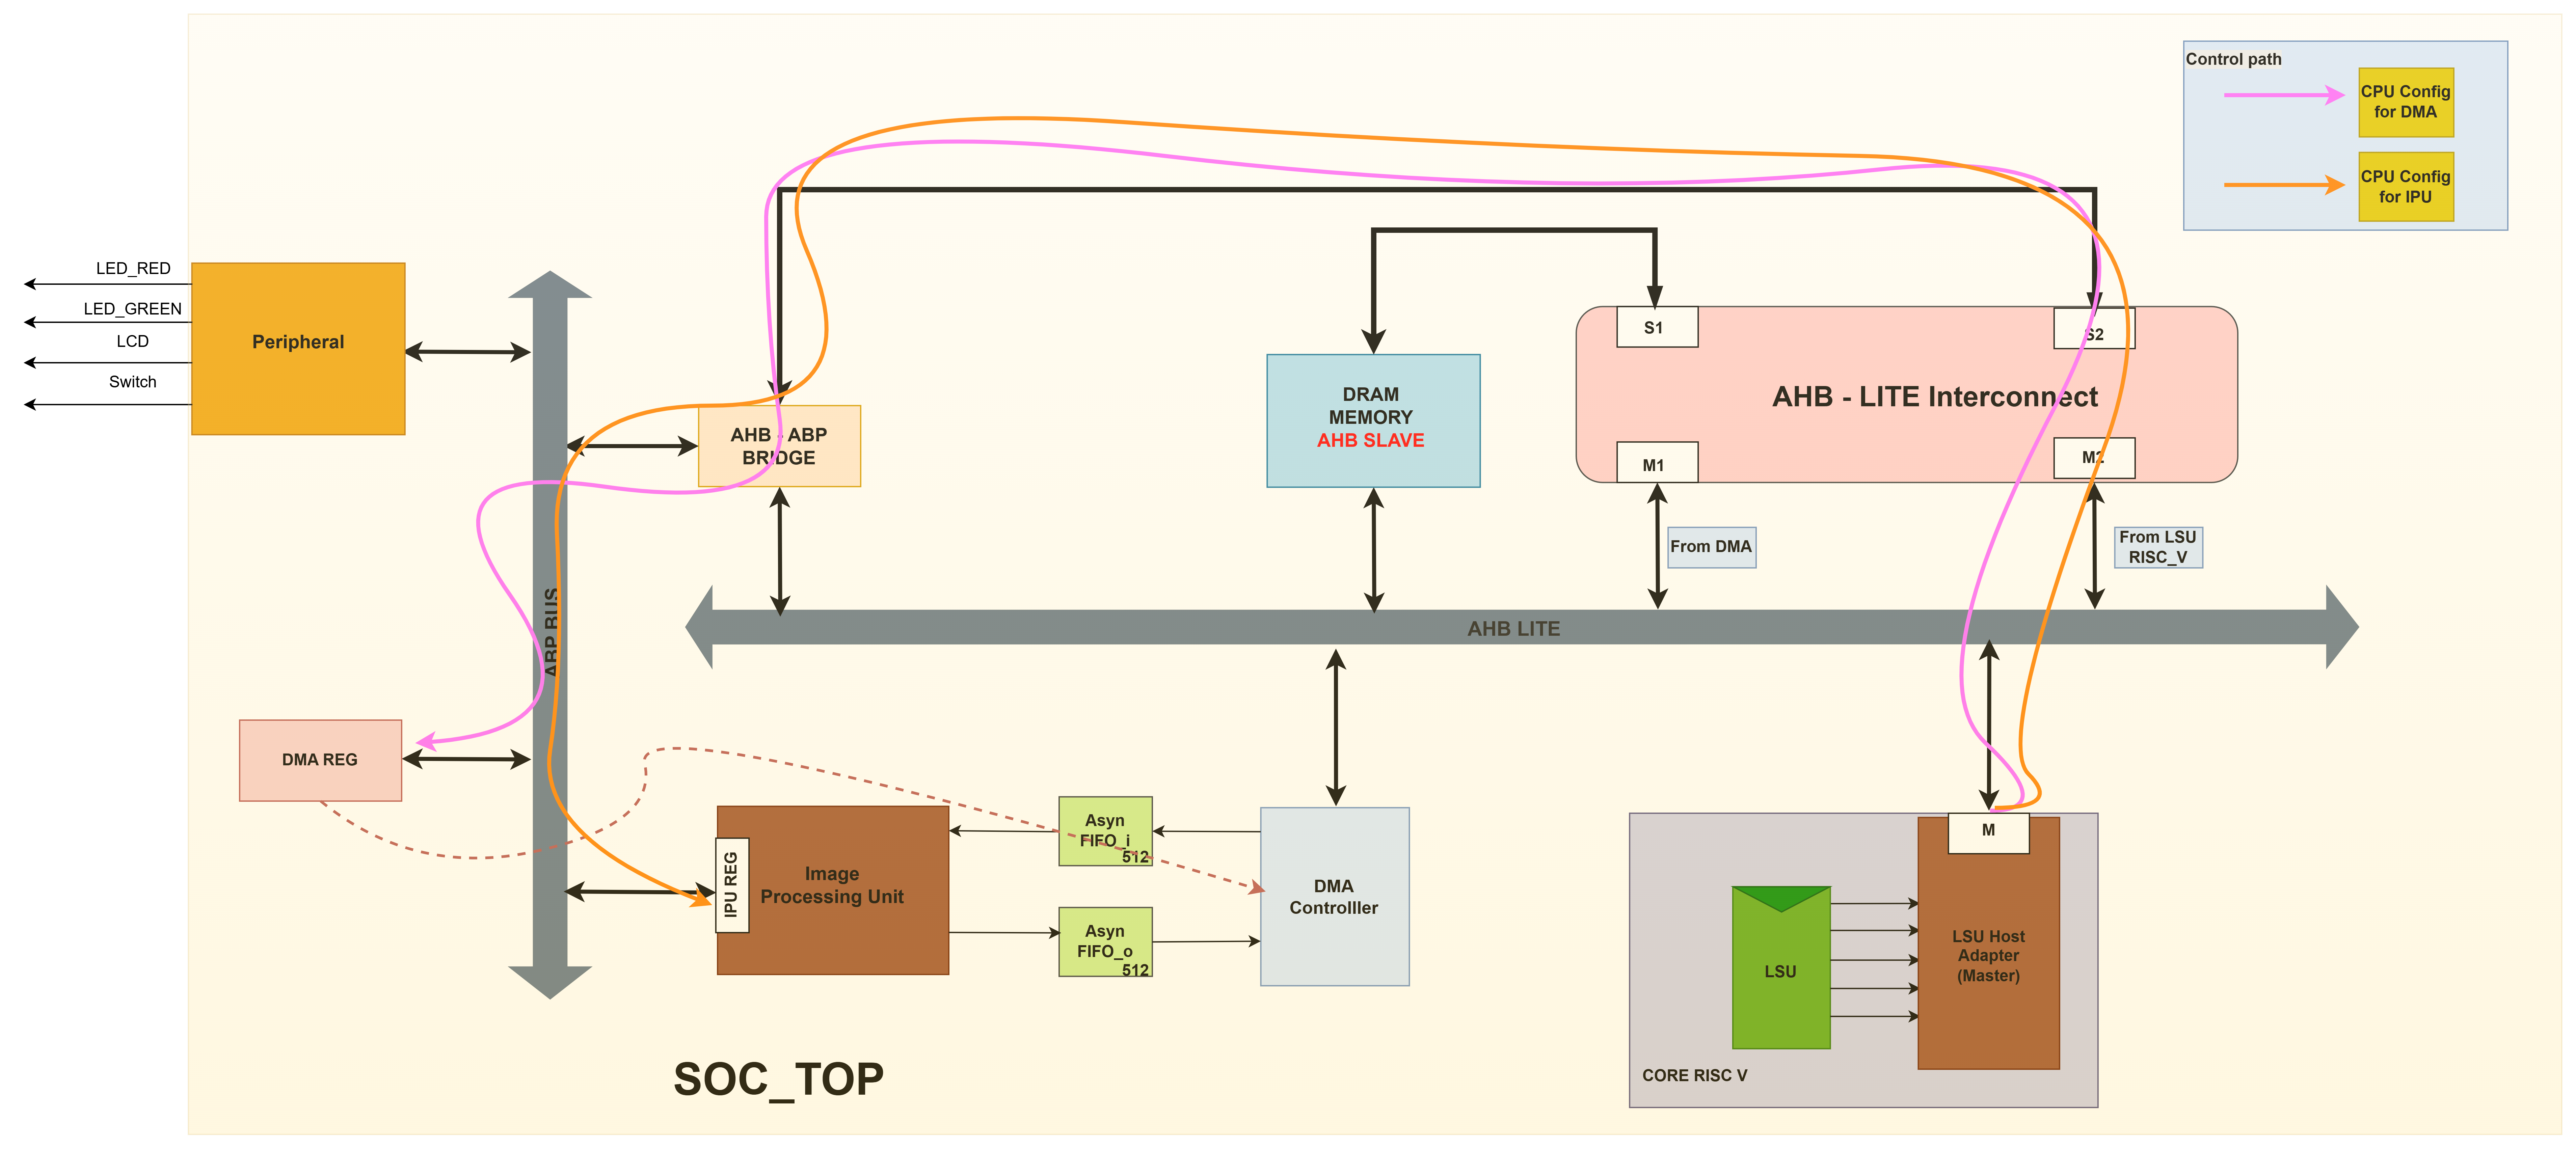 Control path
CPU Config
for DMA
CPU Config
for IPU
LED_RED
LED_GREEN
LCD
Switch
Peripheral
S1
S2
AHB - LITE Interconnect
M1
M2
DRAM
MEMORY
AHB SLAVE
AHB - ABP
BRIDGE
From DMA
From LSU
RISC_V
ABP BUS
AHB LITE
DMA REG
IPU REG
Image
Processing Unit
Asyn
FIFO_i
512
Asyn
FIFO_o
512
DMA
Controlller
M
LSU
LSU Host
Adapter
(Master)
CORE RISC V
SOC_TOP